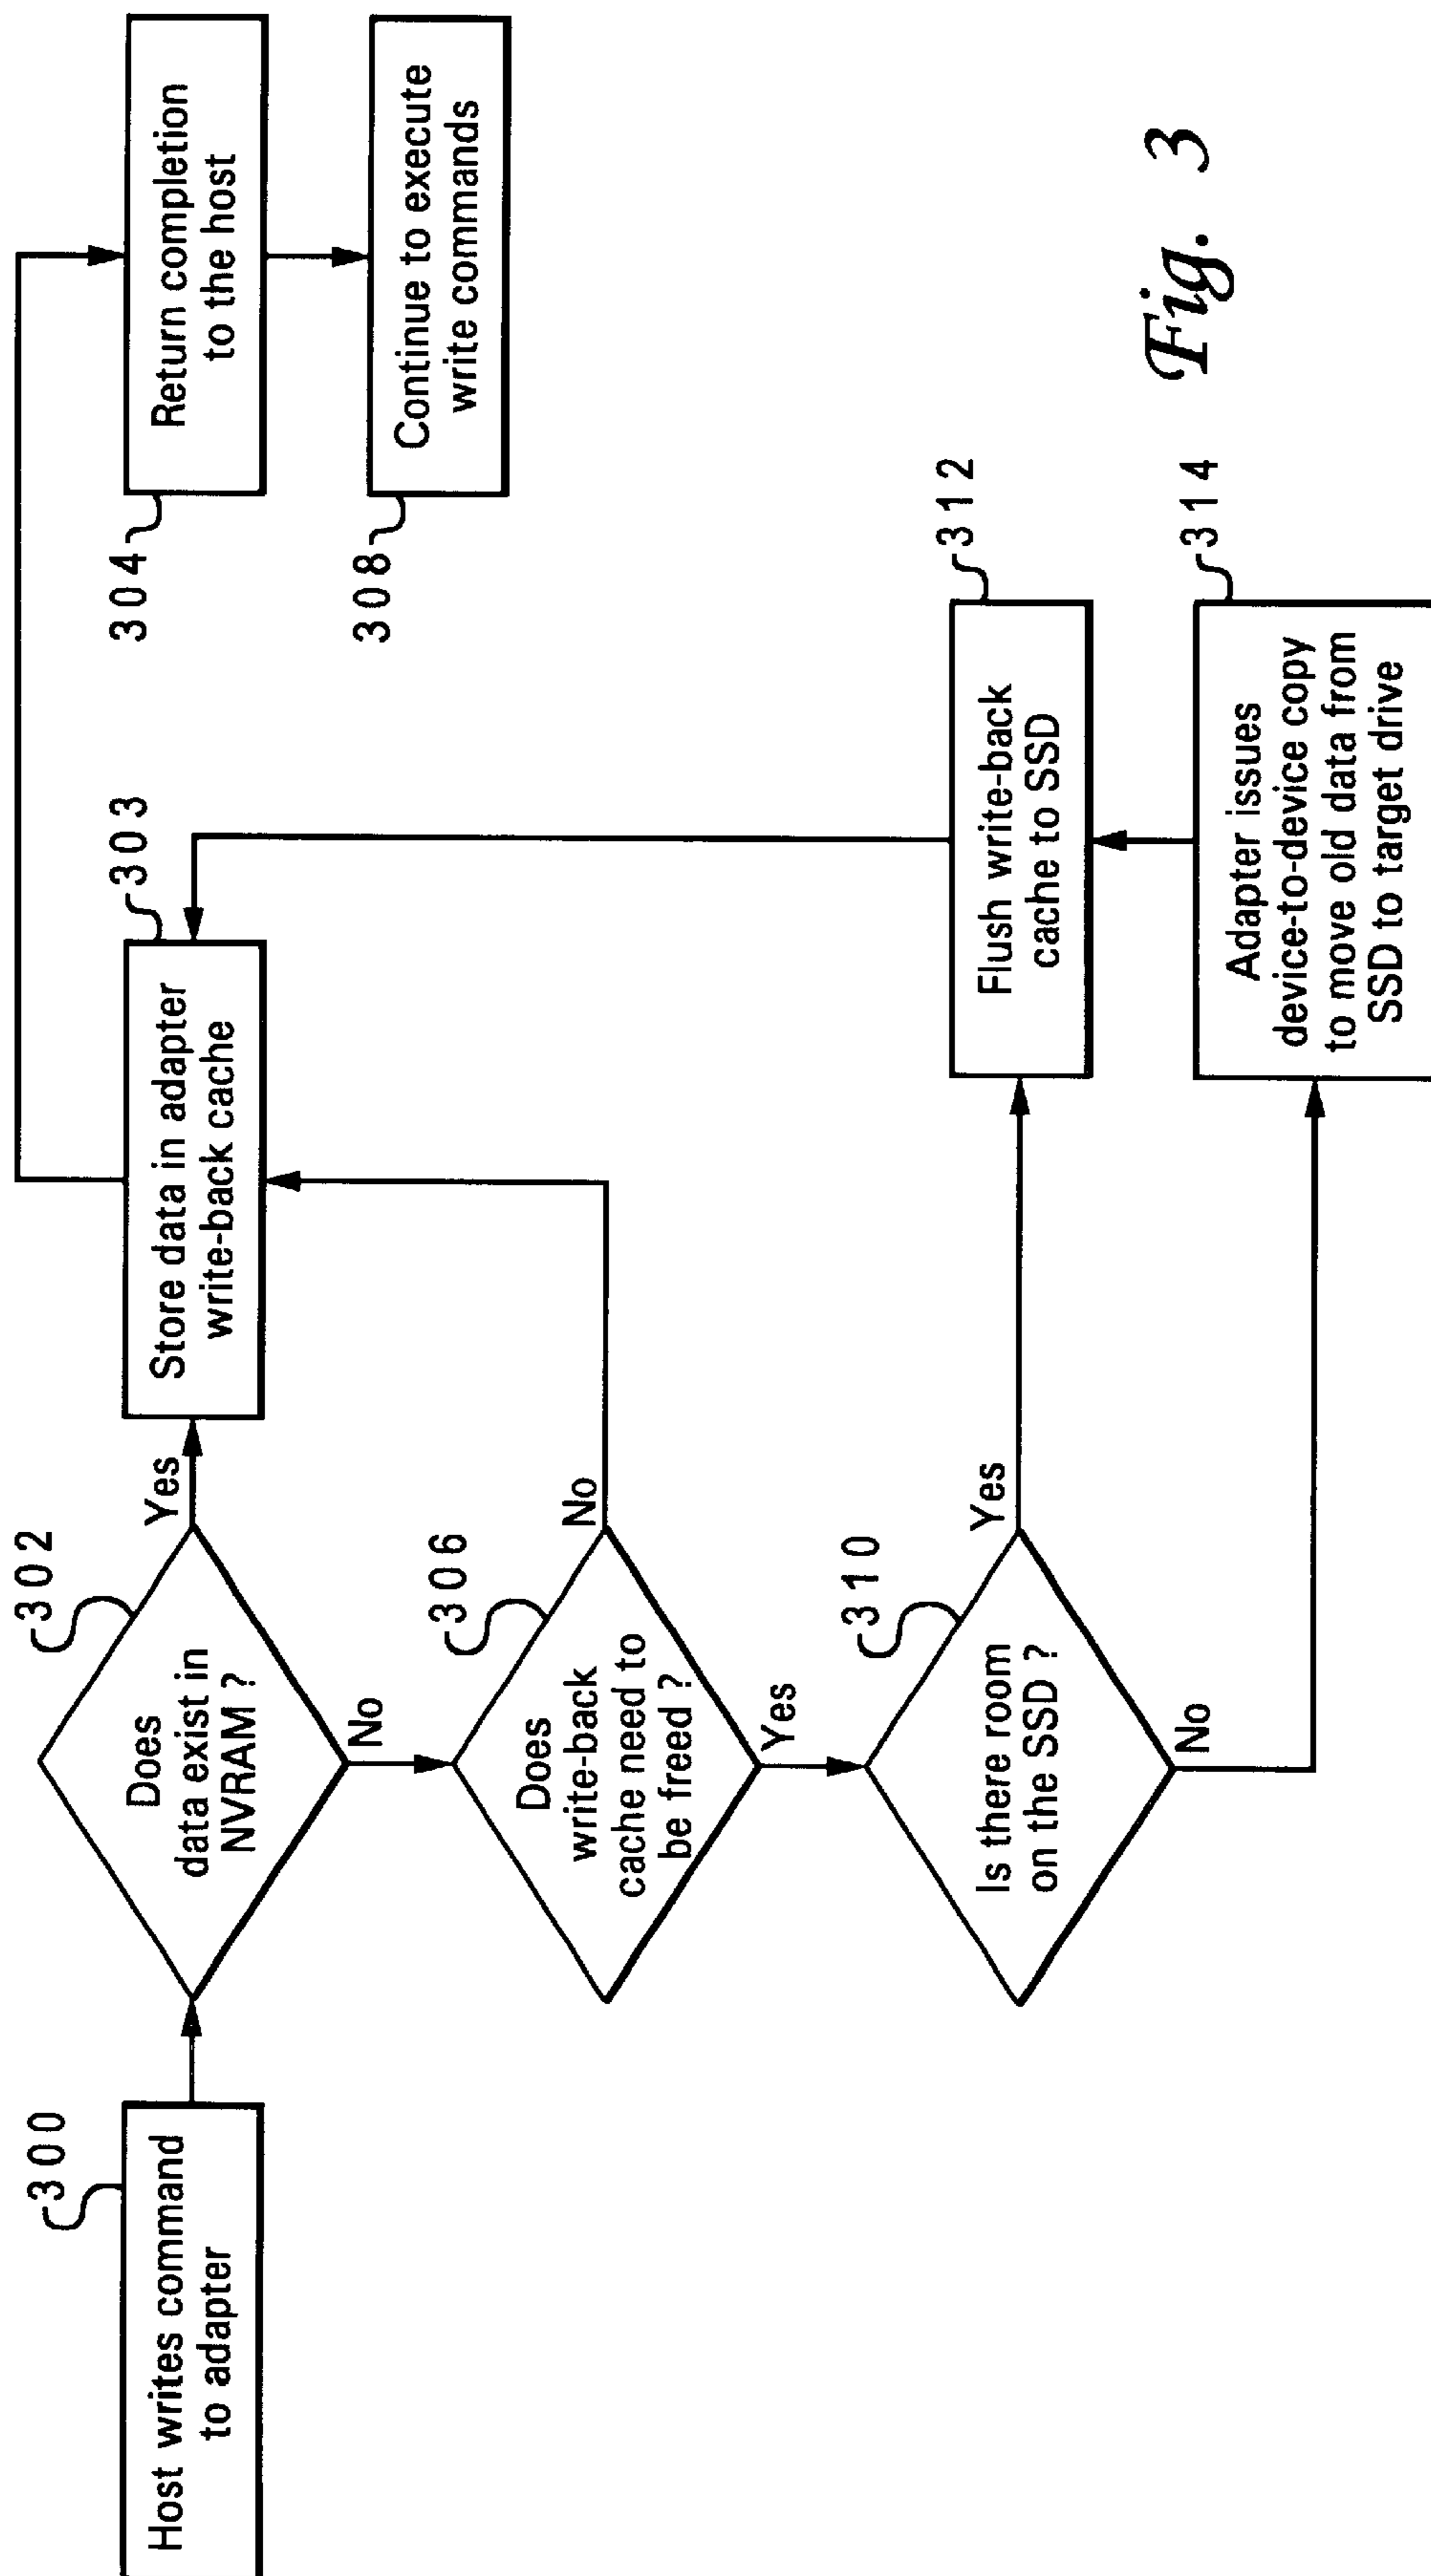 300
Host writes command
to adapter
302
Does
data exist in
NVRAM ?
Yes
No
303
Store data in adapter
write-back cache
304
Return completion
to the host
308
Continue to execute
write commands
306
Does
write-back
cache need to
be freed ?
No
Yes
310
Is there room
on the SSD ?
Yes
No
312
Flush write-back
cache to SSD
314
Adapter issues
device-to-device copy
to move old data from
SSD to target drive
Fig. 3